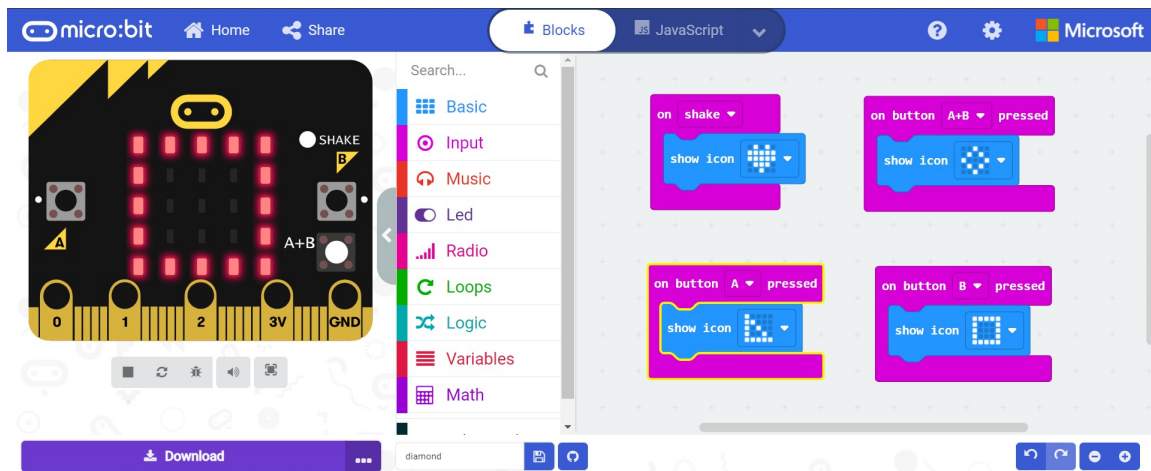 micro:bit Home Share Blocks JS JavaScript ? Microsoft
SHAKE
B
A
A+B
0 1 2 3V GND
Download ...
Search...
Basic
Input
Music
Led
Radio
Loops
Logic
Variables
Math
diamond
on shake
show icon
on button A+B pressed
show icon
on button A pressed
show icon
on button B pressed
show icon